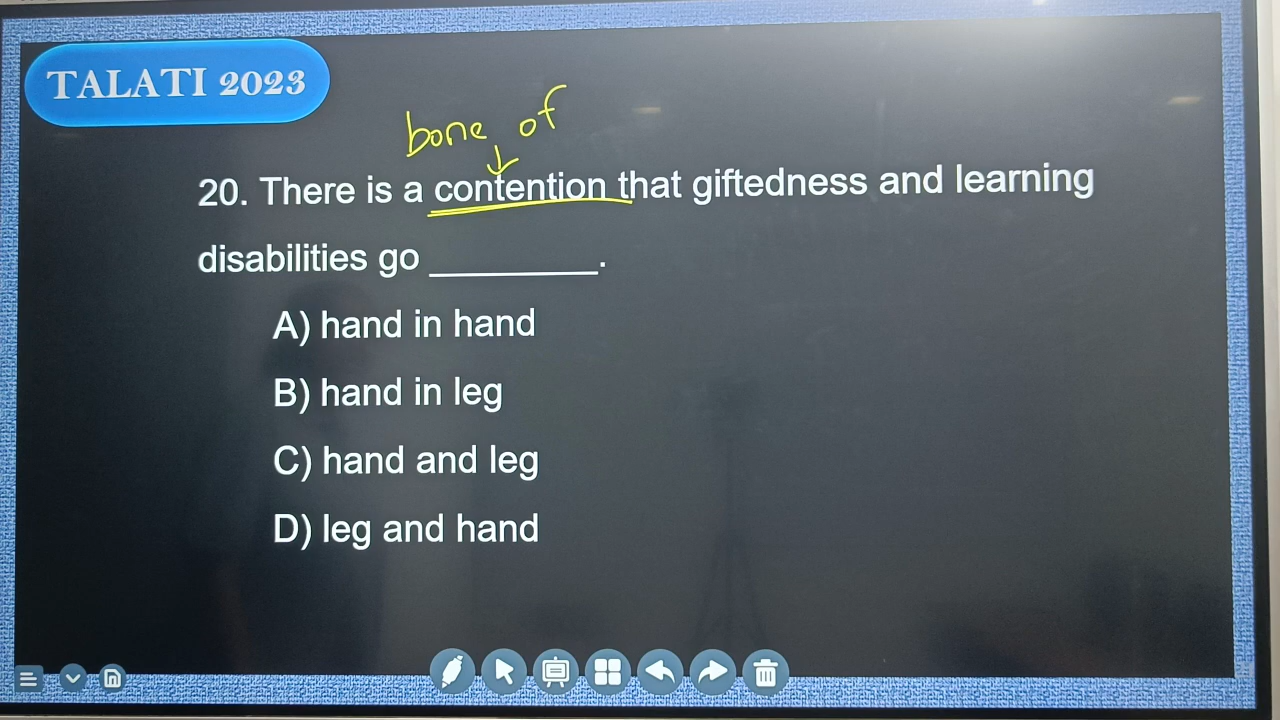 TALATI 2023
bone of
20. There is a contention that giftedness and learning
disabilities go __________.
A) hand in hand
B) hand in leg
C) hand and leg
D) leg and hand